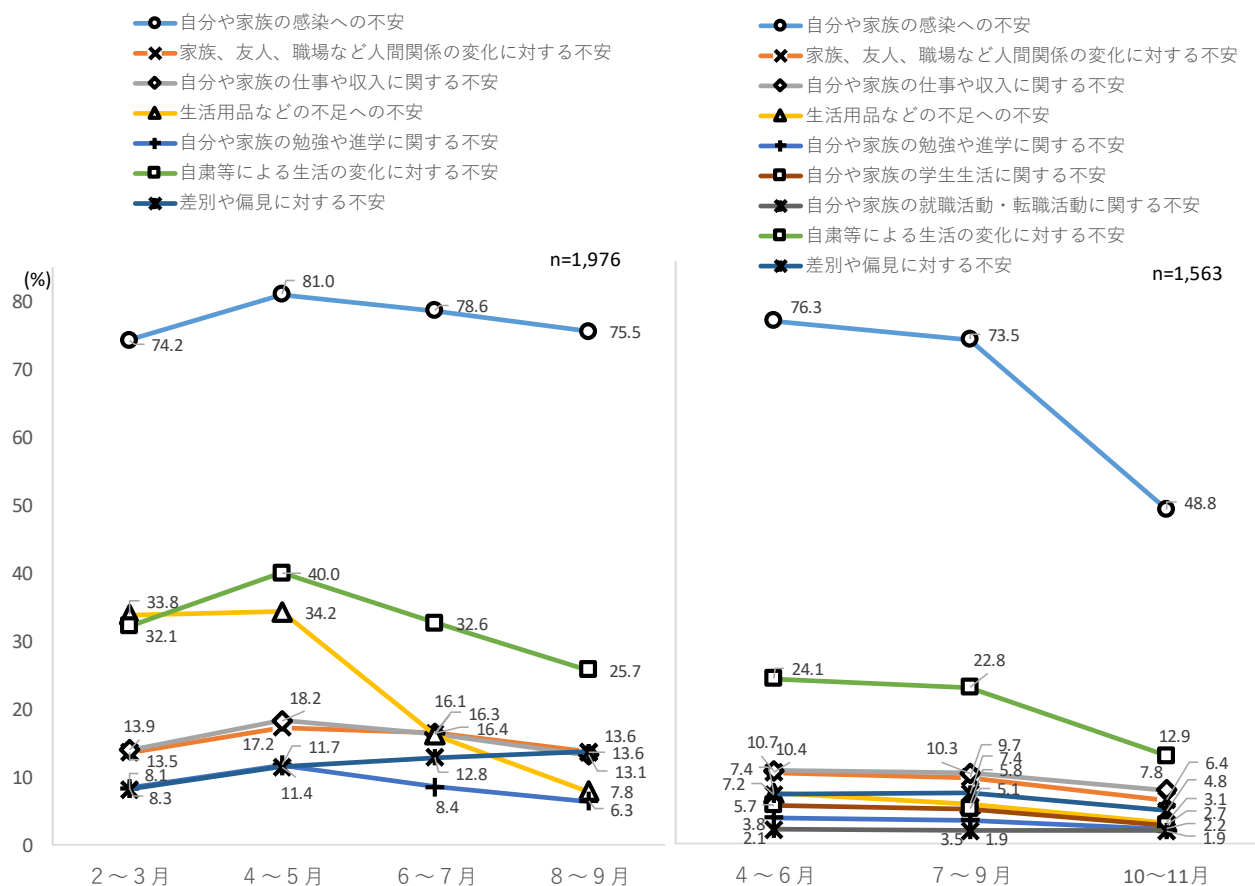 自分や家族の感染への不安
家族、友人、職場など人間関係の変化に対する不安
自分や家族の仕事や収入に関する不安
生活用品などの不足への不安
自分や家族の勉強や進学に関する不安
自粛等による生活の変化に対する不安
差別や偏見に対する不安
n=1,976
(%)
80
70
60
50
40
30
20
10
0
74.2
81.0
78.6
75.5
33.8
32.1
40.0
34.2
32.6
25.7
13.9
13.5
8.1
8.3
18.2
17.2
11.7
11.4
16.1
16.3
16.4
12.8
8.4
13.6
13.6
13.1
7.8
6.3
2～3月
4～5月
6～7月
8～9月
自分や家族の感染への不安
家族、友人、職場など人間関係の変化に対する不安
自分や家族の仕事や収入に関する不安
生活用品などの不足への不安
自分や家族の勉強や進学に関する不安
自分や家族の学生生活に関する不安
自分や家族の就職活動・転職活動に関する不安
自粛等による生活の変化に対する不安
差別や偏見に対する不安
n=1,563
76.3
73.5
48.8
24.1
22.8
12.9
10.7
10.4
7.4
7.2
5.7
3.8
2.1
10.3
9.7
7.4
5.8
5.1
3.5
1.9
7.8
6.4
4.8
3.1
2.7
2.2
1.9
4～6月
7～9月
10～11月